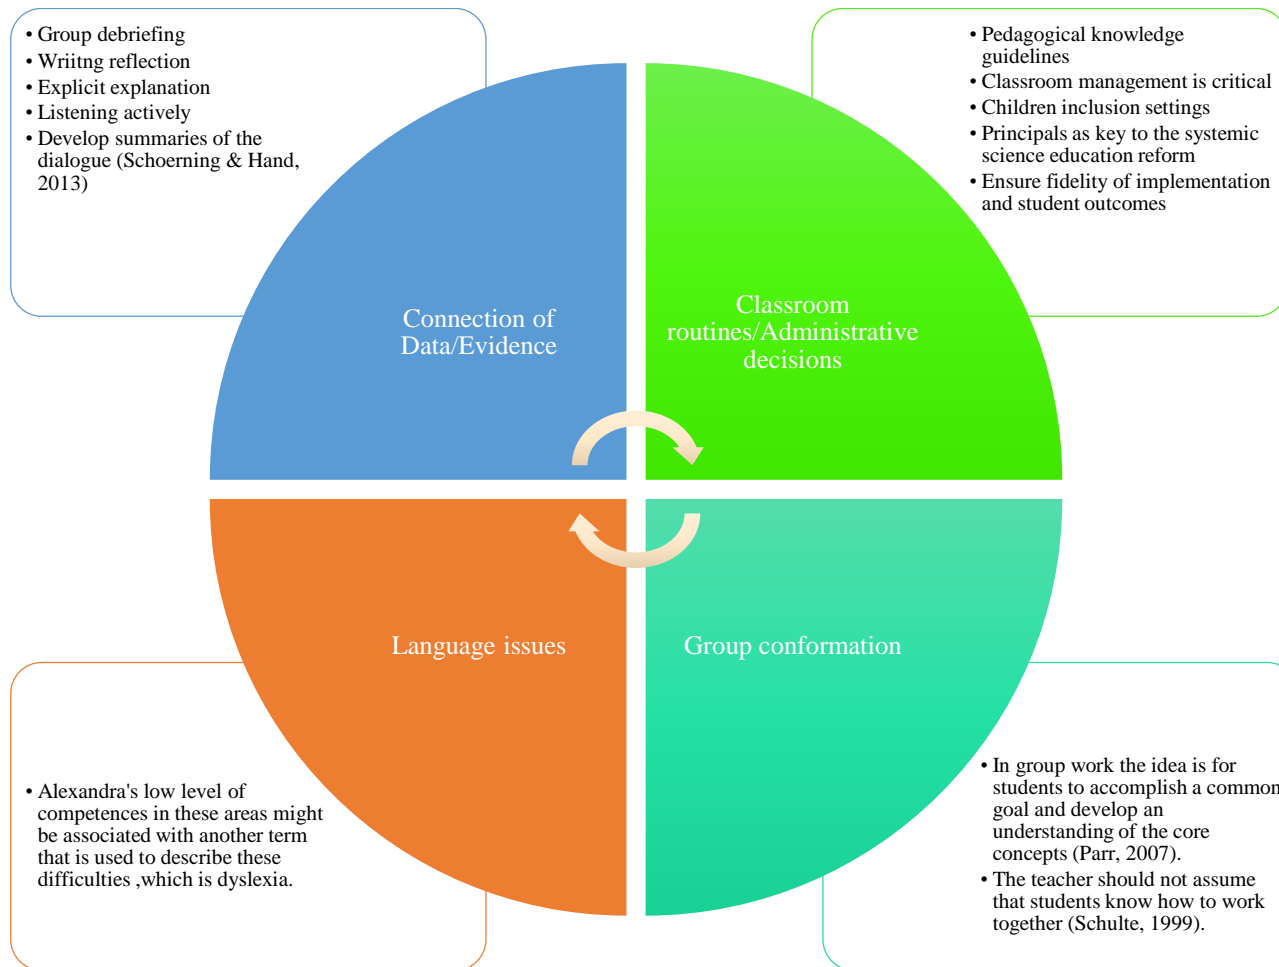 • Group debriefing
• Wriitng reflection
• Explicit explanation
• Listening actively
• Develop summaries of the
dialogue (Schoerning & Hand,
2013)
• Pedagogical knowledge
guidelines
• Classroom management is critical
• Children inclusion settings
• Principals as key to the systemic
science education reform
• Ensure fidelity of implementation
and student outcomes
Connection of
Data/Evidence
Classroom
routines/Administrative
decisions
Language issues
Group conformation
• Alexandra's low level of
competences in these areas might
be associated with another term
that is used to describe these
difficulties ,which is dyslexia.
• In group work the idea is for
students to accomplish a common
goal and develop an
understanding of the core
concepts (Parr, 2007).
• The teacher should not assume
that students know how to work
together (Schulte, 1999).